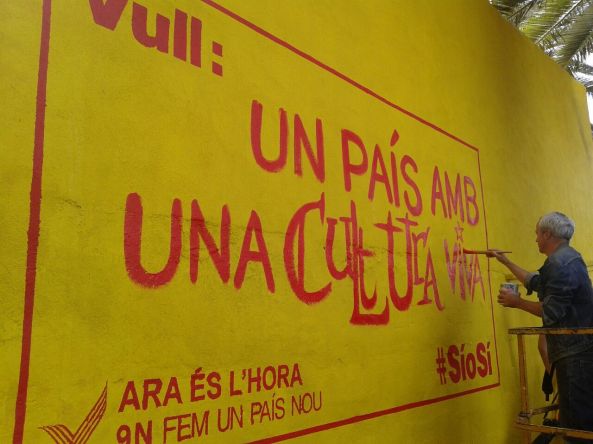 Vull:
UN PAÍS AMB
UNA CULTURA VIVA
#SíoSí
ARA ÉS L'HORA
9N FEM UN PAÍS NOU